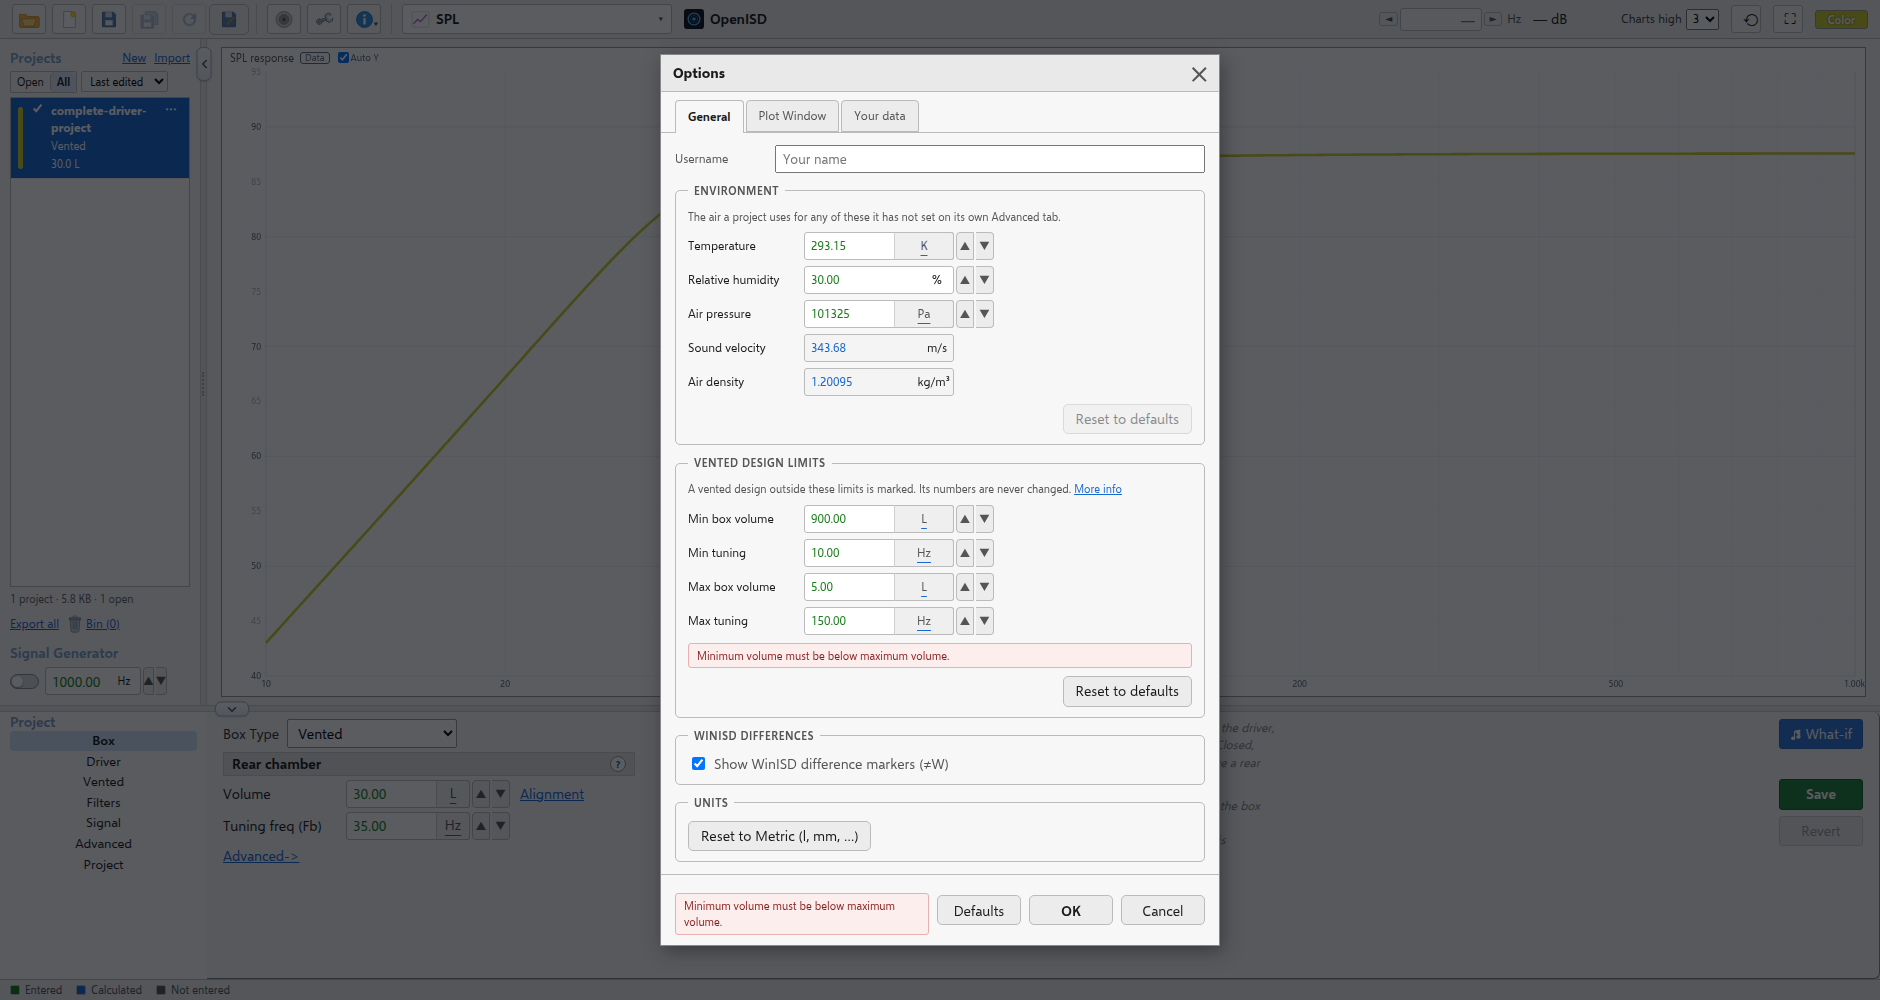 SPL
OpenISD
Hz
— dB
Charts high
3
Color
Projects
New
Import
Open
All
Last edited
complete-driver-project
Vented
30.0 L
1 project · 5.8 KB · 1 open
Export all
Bin (0)
Signal Generator
1000.00 Hz
SPL response
Data
Auto Y
95
90
85
80
75
70
65
60
55
50
45
40
10
20
200
500
1.00k
Options
General
Plot Window
Your data
Username
Your name
ENVIRONMENT
The air a project uses for any of these it has not set on its own Advanced tab.
Temperature 293.15 K
Relative humidity 30.00 %
Air pressure 101325 Pa
Sound velocity 343.68 m/s
Air density 1.20095 kg/m³
Reset to defaults
VENTED DESIGN LIMITS
A vented design outside these limits is marked. Its numbers are never changed. More info
Min box volume 900.00 L
Min tuning 10.00 Hz
Max box volume 5.00 L
Max tuning 150.00 Hz
Minimum volume must be below maximum volume.
Reset to defaults
WINISD DIFFERENCES
Show WinISD difference markers (≠W)
UNITS
Reset to Metric (l, mm, ...)
Minimum volume must be below maximum
volume.
Defaults
OK
Cancel
Project
Box
Driver
Vented
Filters
Signal
Advanced
Project
Box Type Vented
Rear chamber ?
Volume 30.00 L Alignment
Tuning freq (Fb) 35.00 Hz
Advanced->
the driver,
Closed,
e a rear
the box
s
What-if
Save
Revert
Entered
Calculated
Not entered